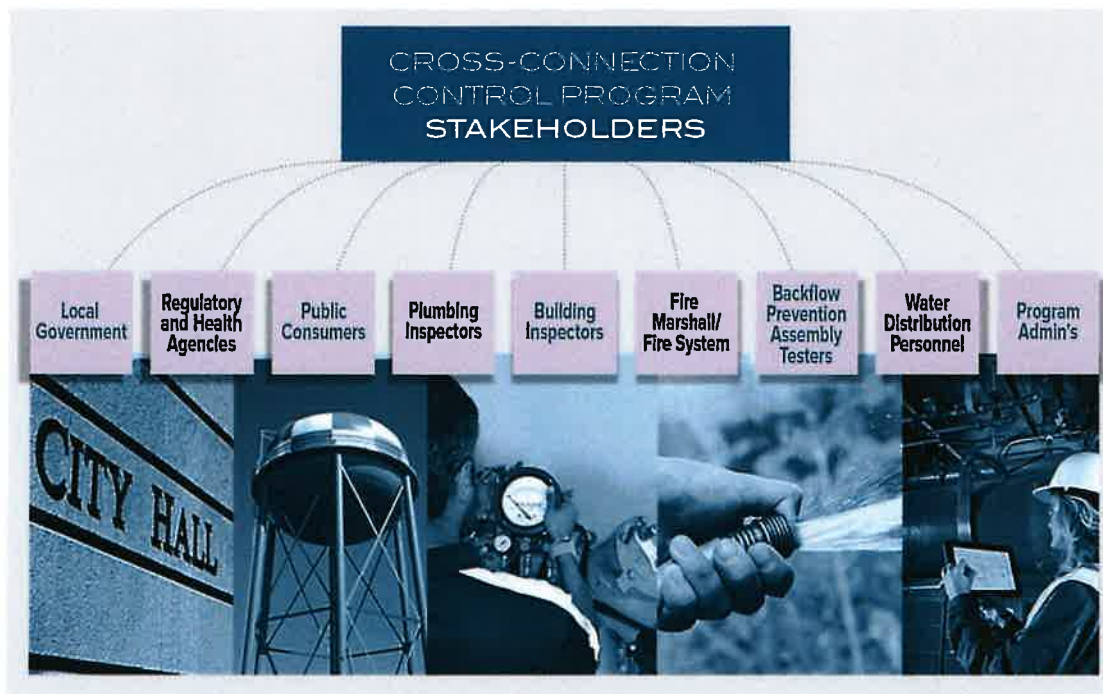 CROSS-CONNECTION
CONTROL PROGRAM
STAKEHOLDERS
Local
Government
Regulatory
and Health
Agencies
Public
Consumers
Plumbing
Inspectors
Building
Inspectors
Fire
Marshall/
Fire System
Backflow
Prevention
Assembly
Testers
Water
Distribution
Personnel
Program
Admin's
CITY HALL